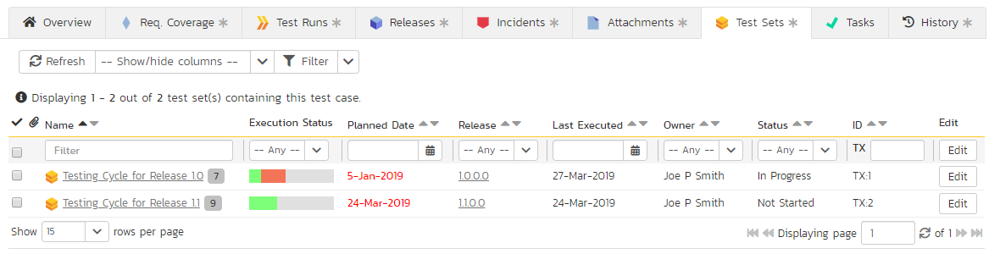 Overview Req. Coverage * Test Runs * Releases * Incidents * Attachments * Test Sets * Tasks History *
Refresh -- Show/hide columns -- Filter
Displaying 1 - 2 out of 2 test set(s) containing this test case.
Name Execution Status Planned Date Release Last Executed Owner Status ID Edit
Filter -- Any -- -- Any -- -- Any -- -- Any -- TX Edit
Testing Cycle for Release 1.0 7 5-Jan-2019 1.0.0.0 27-Mar-2019 Joe P Smith In Progress TX:1 Edit
Testing Cycle for Release 1.1 9 24-Mar-2019 1.1.0.0 24-Mar-2019 Joe P Smith Not Started TX:2 Edit
Show 15 rows per page Displaying page 1 of 1